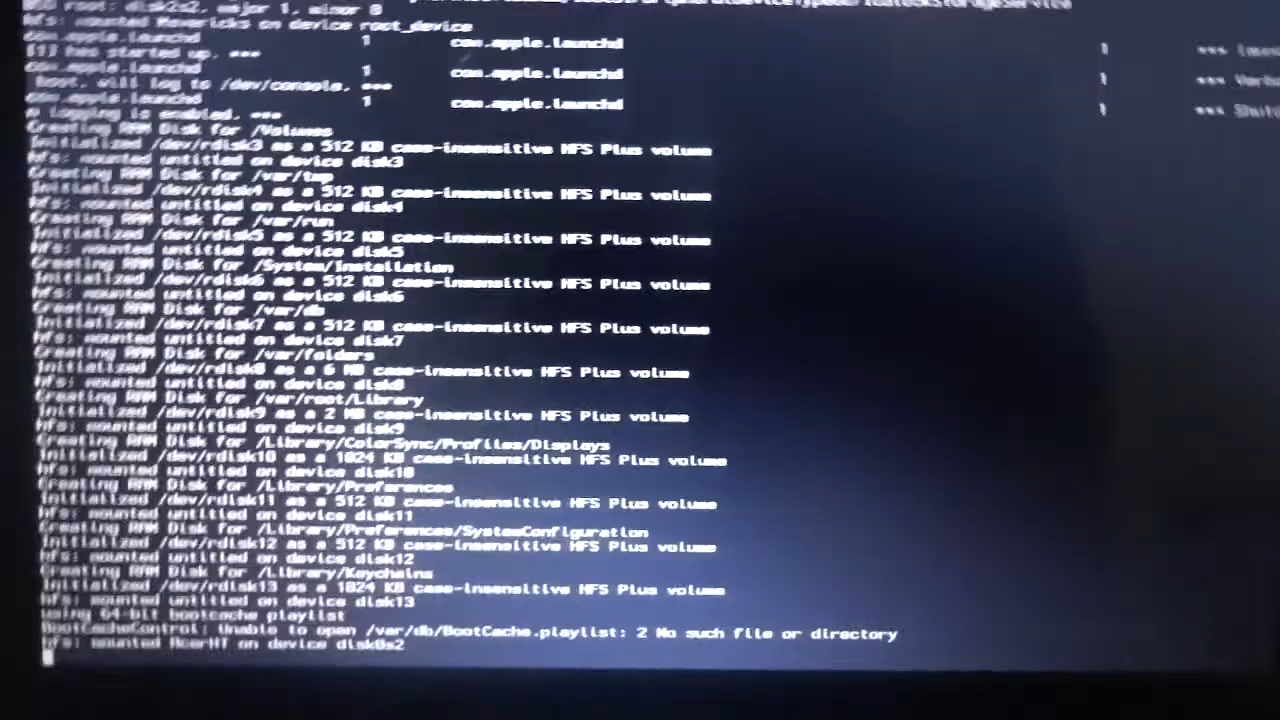 BSD root: disk2s2, major 1, minor 8
hfs: mounted Mavericks on device root_device
com.apple.launchd 1 com.apple.launchd 1 ***
[1] has started up. ***
com.apple.launchd 1 com.apple.launchd 1 ***
Boot, will log to /dev/console. ***
com.apple.launchd 1 com.apple.launchd 1 ***
logging is enabled. ***
Creating RAM Disk for /Volumes
Initialized /dev/rdisk3 as a 512 KB case-insensitive HFS Plus volume
hfs: mounted untitled on device disk3
Creating RAM Disk for /var/tmp
Initialized /dev/rdisk4 as a 512 KB case-insensitive HFS Plus volume
hfs: mounted untitled on device disk4
Creating RAM Disk for /var/run
Initialized /dev/rdisk5 as a 512 KB case-insensitive HFS Plus volume
hfs: mounted untitled on device disk5
Creating RAM Disk for /System/Installation
Initialized /dev/rdisk6 as a 512 KB case-insensitive HFS Plus volume
hfs: mounted untitled on device disk6
Creating RAM Disk for /var/db
Initialized /dev/rdisk7 as a 512 KB case-insensitive HFS Plus volume
hfs: mounted untitled on device disk7
Creating RAM Disk for /var/folders
Initialized /dev/rdisk8 as a 6 MB case-insensitive HFS Plus volume
hfs: mounted untitled on device disk8
Creating RAM Disk for /var/root/Library
Initialized /dev/rdisk9 as a 2 MB case-insensitive HFS Plus volume
hfs: mounted untitled on device disk9
Creating RAM Disk for /Library/ColorSync/Profiles/Displays
Initialized /dev/rdisk10 as a 1024 KB case-insensitive HFS Plus volume
hfs: mounted untitled on device disk10
Creating RAM Disk for /Library/Preferences
Initialized /dev/rdisk11 as a 512 KB case-insensitive HFS Plus volume
hfs: mounted untitled on device disk11
Creating RAM Disk for /Library/Preferences/SystemConfiguration
Initialized /dev/rdisk12 as a 512 KB case-insensitive HFS Plus volume
hfs: mounted untitled on device disk12
Creating RAM Disk for /Library/Keychains
Initialized /dev/rdisk13 as a 1024 KB case-insensitive HFS Plus volume
hfs: mounted untitled on device disk13
using 64-bit bootcache playlist
BootCacheControl: Unable to open /var/db/BootCache.playlist: 2 No such file or directory
hfs: mounted AcerHT on device disk0s2